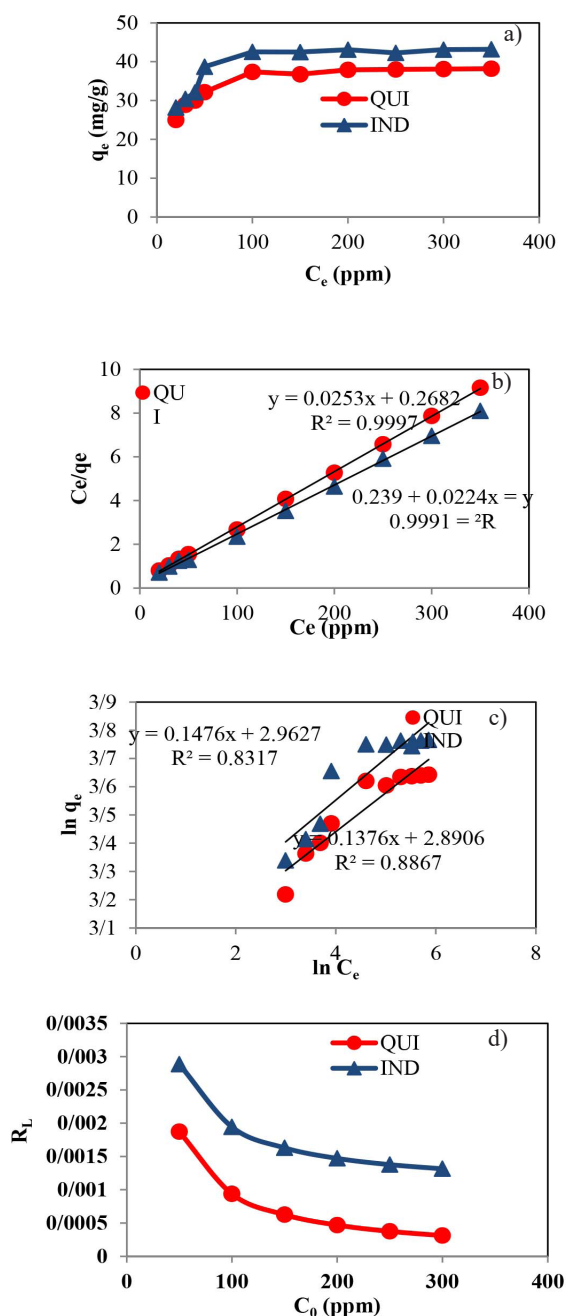 a)
50
40
30
20
10
0
qe (mg/g)
QUI
IND
0 100 200 300 400
Ce (ppm)
b)
10
8
6
4
2
0
Ce/qe
QU
I
y = 0.0253x + 0.2682
R² = 0.9997
0.239 + 0.0224x = y
0.9991 = ²R
0 100 200 300 400
Ce (ppm)
c)
3/9
3/8
3/7
3/6
3/5
3/4
3/3
3/2
3/1
ln qe
QUI
IND
y = 0.1476x + 2.9627
R² = 0.8317
y = 0.1376x + 2.8906
R² = 0.8867
0 2 4 6 8
ln Ce
d)
0/0035
0/003
0/0025
0/002
0/0015
0/001
0/0005
0
RL
QUI
IND
0 100 200 300 400
C0 (ppm)